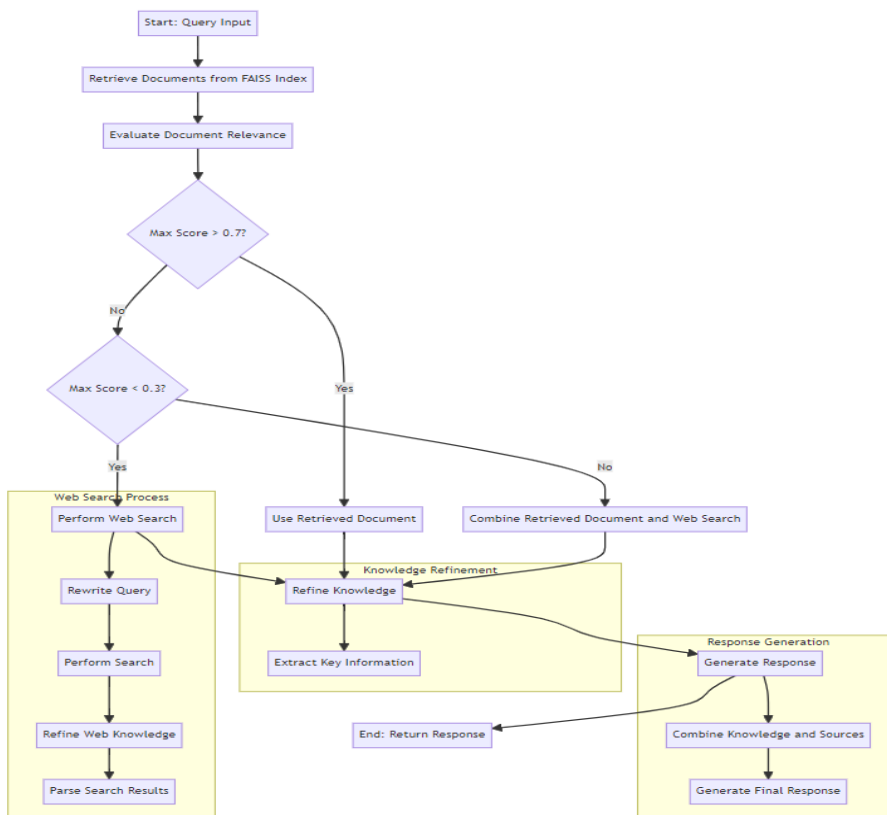 Start: Query Input
Retrieve Documents from FAISS Index
Evaluate Document Relevance
Max Score > 0.7?
No
Max Score < 0.3?
Yes
Yes
No
Web Search Process
Perform Web Search
Use Retrieved Document
Combine Retrieved Document and Web Search
Knowledge Refinement
Rewrite Query
Refine Knowledge
Response Generation
Perform Search
Extract Key Information
Generate Response
Refine Web Knowledge
End: Return Response
Combine Knowledge and Sources
Parse Search Results
Generate Final Response